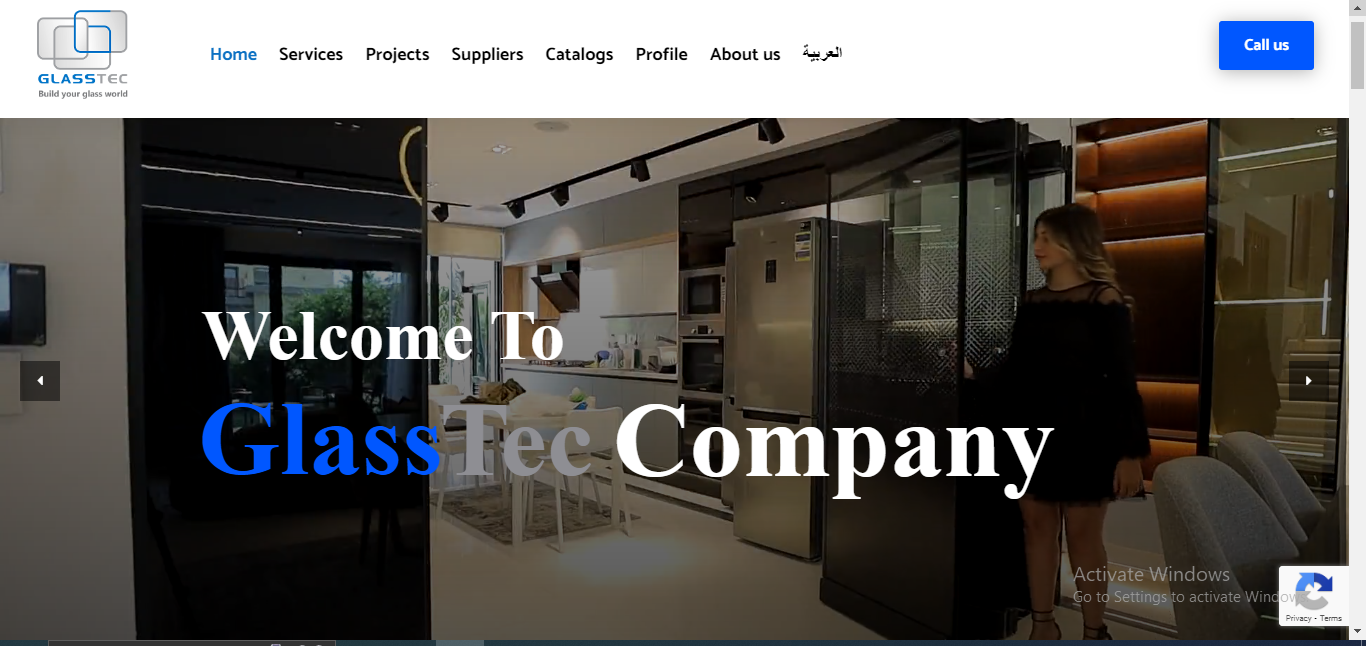 GLASSTEC
Build your glass world
Home Services Projects Suppliers Catalogs Profile About us العربية
Call us
Welcome To
GlassTec Company
Activate Windows
Go to Settings to activate Window
Privacy - Terms